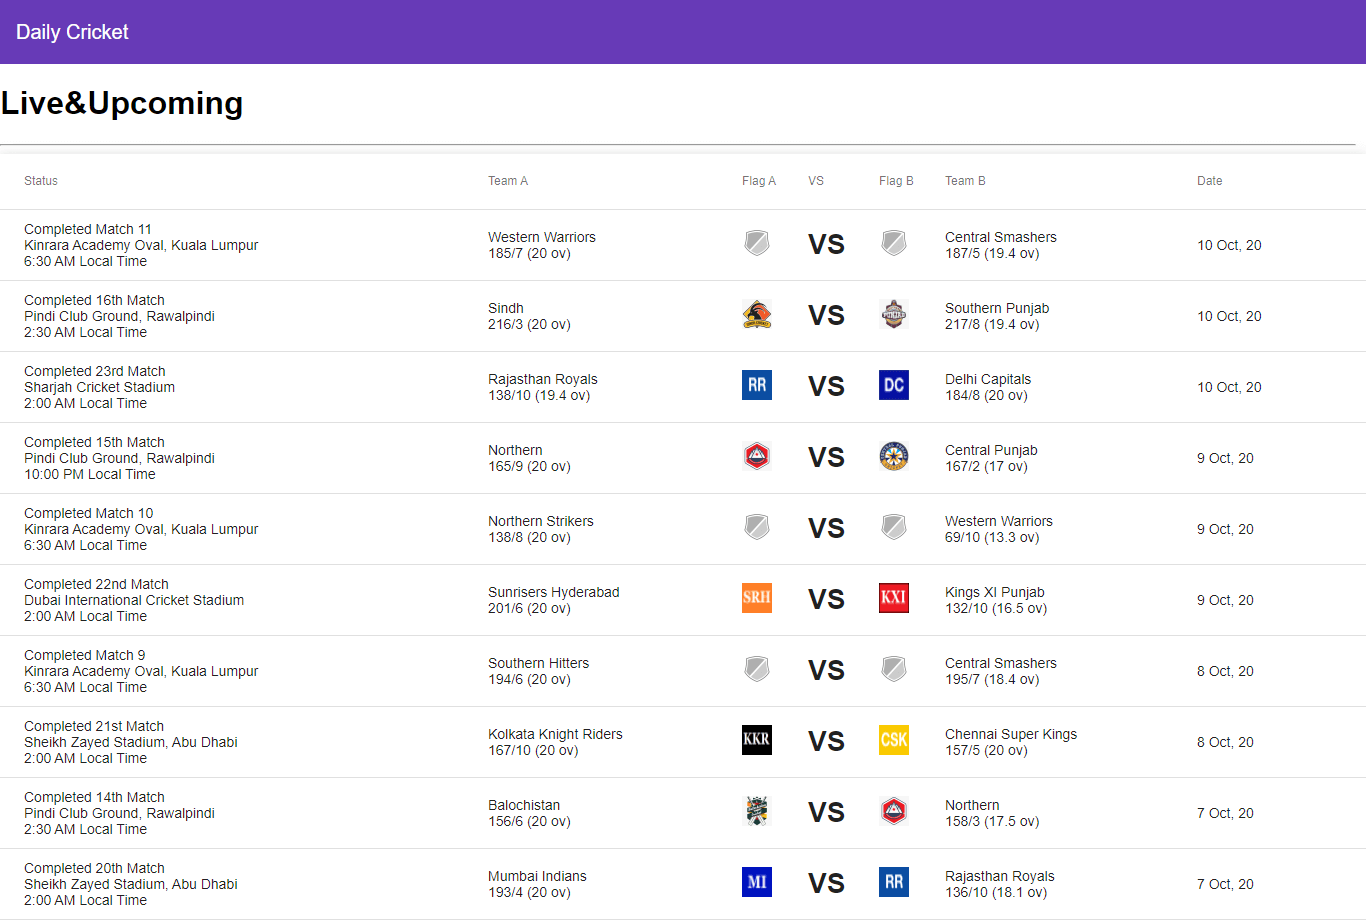 Daily Cricket
Live&Upcoming
Status Team A Flag A VS Flag B Team B Date
Completed Match 11
Kinrara Academy Oval, Kuala Lumpur
6:30 AM Local Time
Western Warriors
185/7 (20 ov)
VS
Central Smashers
187/5 (19.4 ov)
10 Oct, 20
Completed 16th Match
Pindi Club Ground, Rawalpindi
2:30 AM Local Time
Sindh
216/3 (20 ov)
VS
PUNJAB
Southern Punjab
217/8 (19.4 ov)
10 Oct, 20
Completed 23rd Match
Sharjah Cricket Stadium
2:00 AM Local Time
Rajasthan Royals
138/10 (19.4 ov)
RR
VS
DC
Delhi Capitals
184/8 (20 ov)
10 Oct, 20
Completed 15th Match
Pindi Club Ground, Rawalpindi
10:00 PM Local Time
Northern
165/9 (20 ov)
VS
Central Punjab
167/2 (17 ov)
9 Oct, 20
Completed Match 10
Kinrara Academy Oval, Kuala Lumpur
6:30 AM Local Time
Northern Strikers
138/8 (20 ov)
VS
Western Warriors
69/10 (13.3 ov)
9 Oct, 20
Completed 22nd Match
Dubai International Cricket Stadium
2:00 AM Local Time
Sunrisers Hyderabad
201/6 (20 ov)
SRH
VS
KXI
Kings XI Punjab
132/10 (16.5 ov)
9 Oct, 20
Completed Match 9
Kinrara Academy Oval, Kuala Lumpur
6:30 AM Local Time
Southern Hitters
194/6 (20 ov)
VS
Central Smashers
195/7 (18.4 ov)
8 Oct, 20
Completed 21st Match
Sheikh Zayed Stadium, Abu Dhabi
2:00 AM Local Time
Kolkata Knight Riders
167/10 (20 ov)
KKR
VS
CSK
Chennai Super Kings
157/5 (20 ov)
8 Oct, 20
Completed 14th Match
Pindi Club Ground, Rawalpindi
2:30 AM Local Time
Balochistan
156/6 (20 ov)
VS
Northern
158/3 (17.5 ov)
7 Oct, 20
Completed 20th Match
Sheikh Zayed Stadium, Abu Dhabi
2:00 AM Local Time
Mumbai Indians
193/4 (20 ov)
MI
VS
RR
Rajasthan Royals
136/10 (18.1 ov)
7 Oct, 20